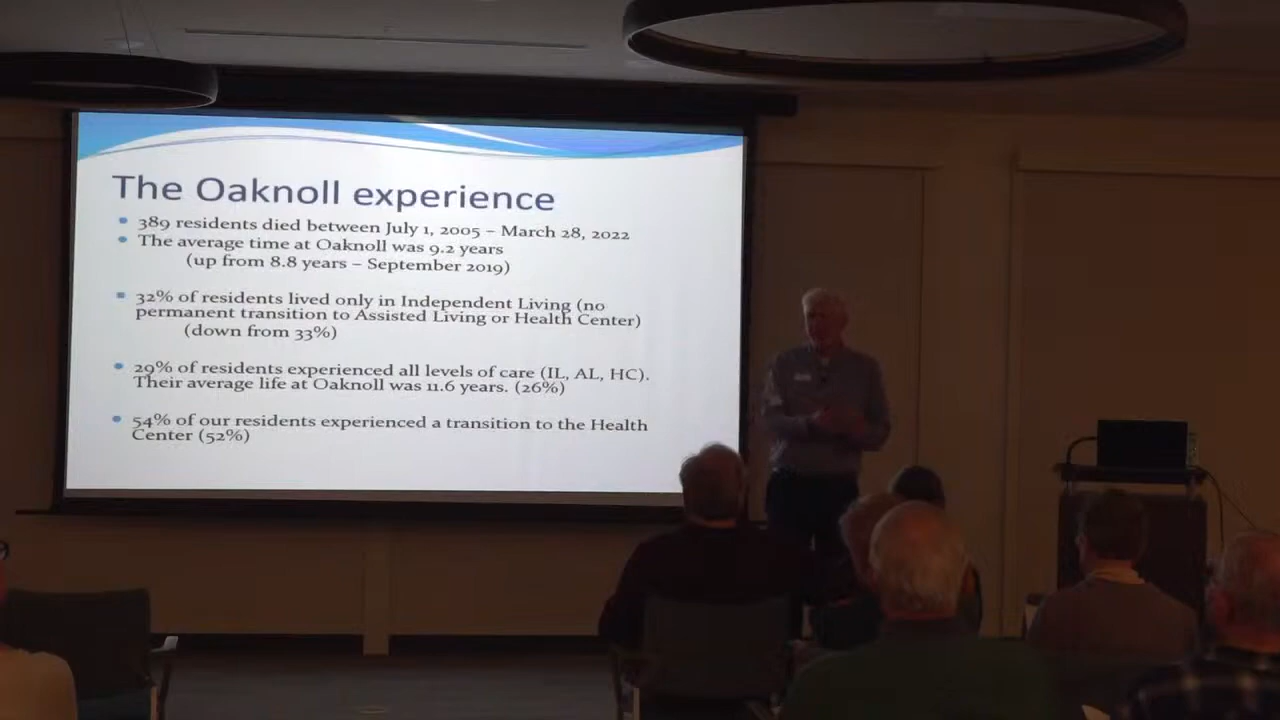 The Oaknoll experience
• 389 residents died between July 1, 2005 – March 28, 2022
• The average time at Oaknoll was 9.2 years
(up from 8.8 years – September 2019)
▪ 32% of residents lived only in Independent Living (no
permanent transition to Assisted Living or Health Center)
(down from 33%)
• 29% of residents experienced all levels of care (IL, AL, HC).
Their average life at Oaknoll was 11.6 years. (26%)
• 54% of our residents experienced a transition to the Health
Center (52%)